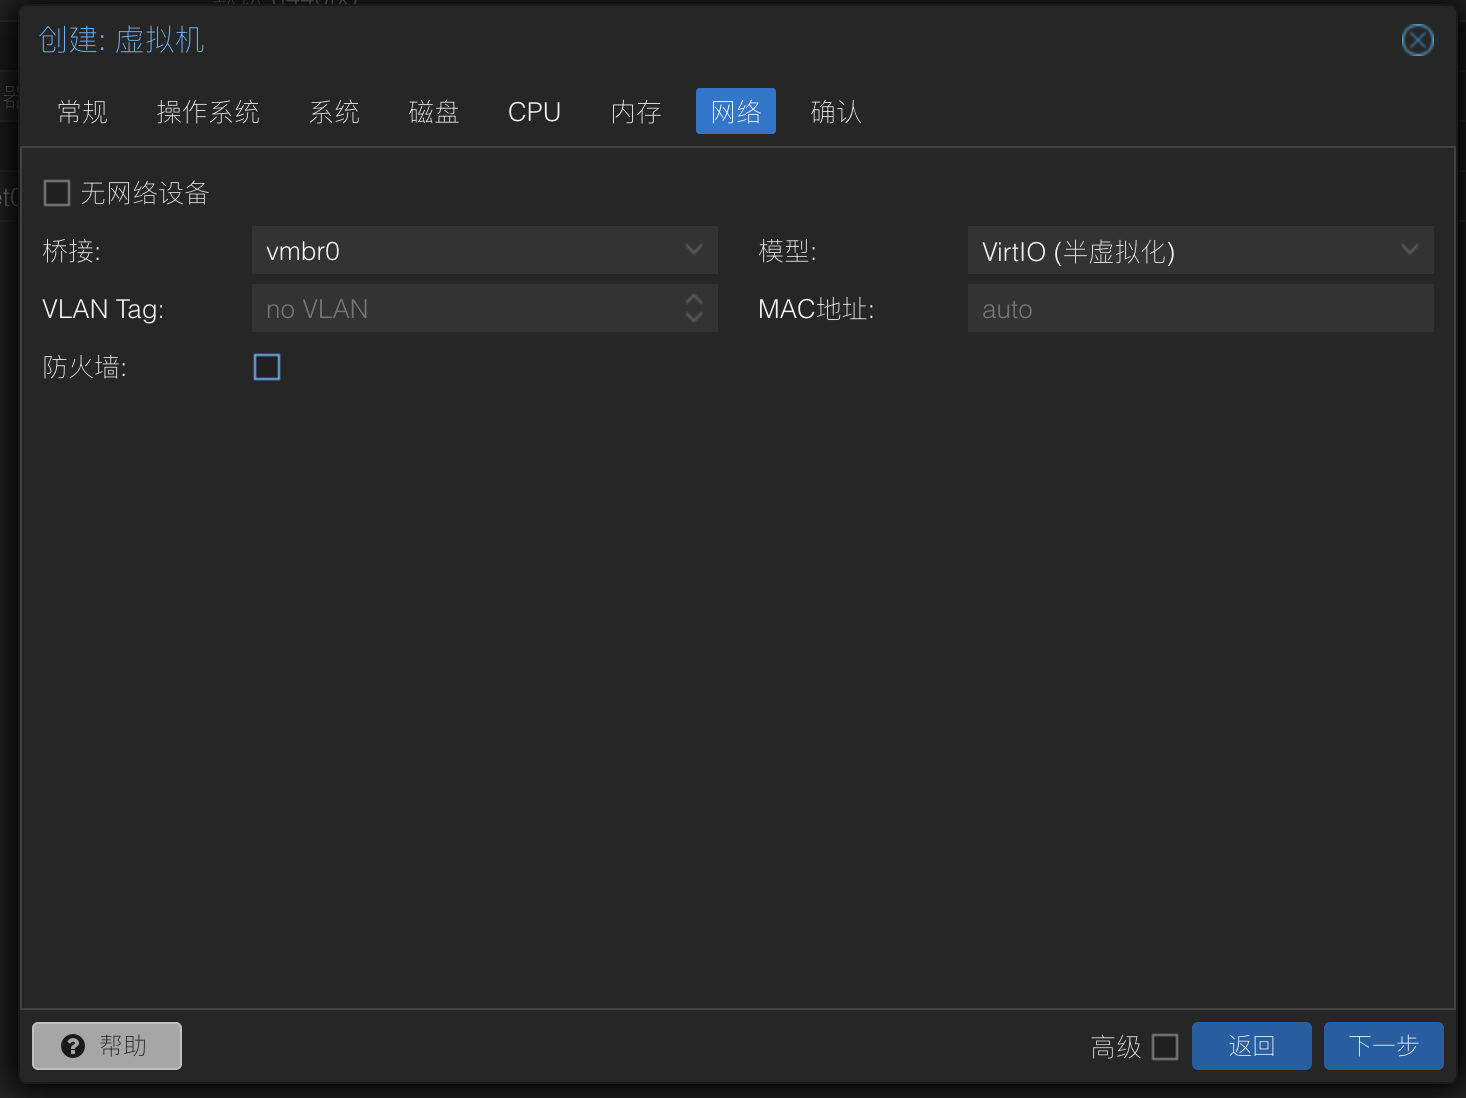 创建: 虚拟机
常规 操作系统 系统 磁盘 CPU 内存 网络 确认
无网络设备
桥接: vmbr0 模型: VirtIO (半虚拟化)
VLAN Tag: no VLAN MAC地址: auto
防火墙:
帮助 高级 返回 下一步